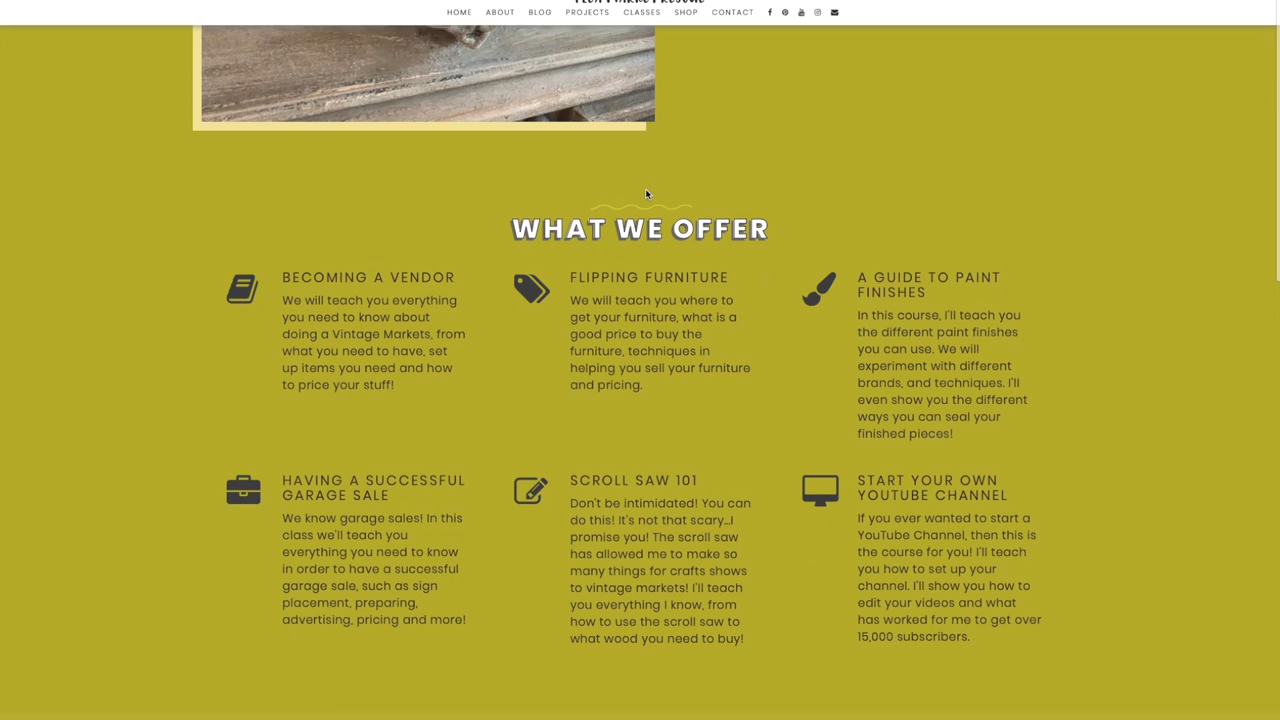 HOME ABOUT BLOG PROJECTS CLASSES SHOP CONTACT
WHAT WE OFFER
BECOMING A VENDOR
We will teach you everything
you need to know about
doing a Vintage Markets, from
what you need to have, set
up items you need and how
to price your stuff!
FLIPPING FURNITURE
We will teach you where to
get your furniture, what is a
good price to buy the
furniture, techniques in
helping you sell your furniture
and pricing.
A GUIDE TO PAINT
FINISHES
In this course, I'll teach you
the different paint finishes
you can use. We will
experiment with different
brands, and techniques. I'll
even show you the different
ways you can seal your
finished pieces!
HAVING A SUCCESSFUL
GARAGE SALE
We know garage sales! In this
class we'll teach you
everything you need to know
in order to have a successful
garage sale, such as sign
placement, preparing,
advertising, pricing and more!
SCROLL SAW 101
Don't be intimidated! You can
do this! It's not that scary...I
promise you! The scroll saw
has allowed me to make so
many things for crafts shows
to vintage markets! I'll teach
you everything I know, from
how to use the scroll saw to
what wood you need to buy!
START YOUR OWN
YOUTUBE CHANNEL
If you ever wanted to start a
YouTube Channel, then this is
the course for you! I'll teach
you how to set up your
channel. I'll show you how to
edit your videos and what
has worked for me to get over
15,000 subscribers.